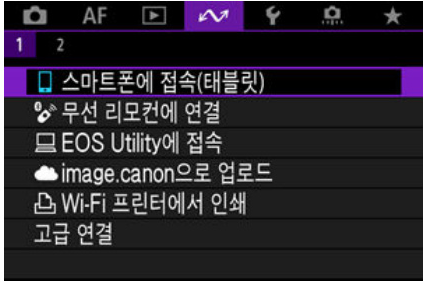 AF
1 2
스마트폰에 접속(태블릿)
무선 리모컨에 연결
EOS Utility에 접속
image.canon으로 업로드
Wi-Fi 프린터에서 인쇄
고급 연결